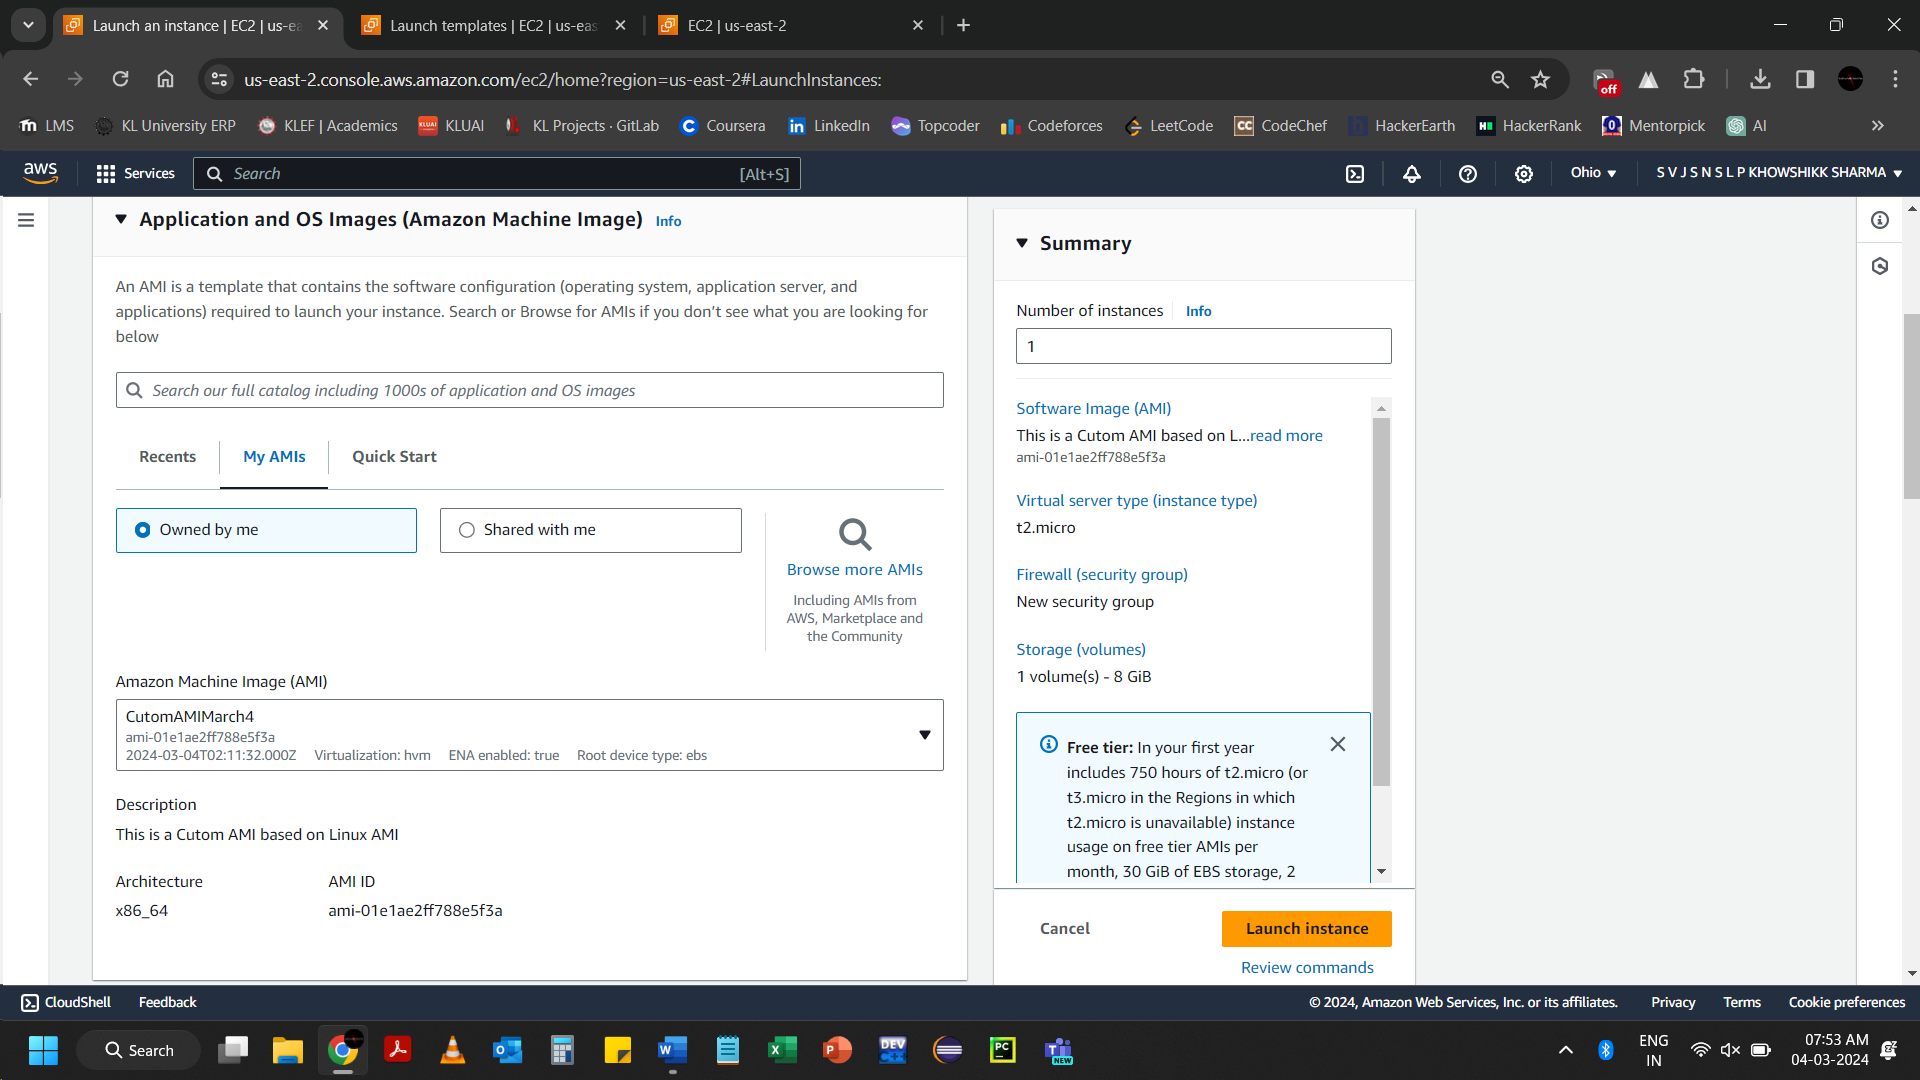 Launch an instance | EC2 | us-ea
Launch templates | EC2 | us-eas
EC2 | us-east-2
us-east-2.console.aws.amazon.com/ec2/home?region=us-east-2#LaunchInstances:
off
LMS
KL University ERP
KLEF | Academics
KLUAI
KL Projects · GitLab
Coursera
LinkedIn
Topcoder
Codeforces
LeetCode
CodeChef
HackerEarth
HackerRank
Mentorpick
AI
aws
Services
Search
[Alt+S]
Ohio
S V J S N S L P KHOWSHIKK SHARMA
Application and OS Images (Amazon Machine Image) Info
An AMI is a template that contains the software configuration (operating system, application server, and
applications) required to launch your instance. Search or Browse for AMIs if you don’t see what you are looking for
below
Search our full catalog including 1000s of application and OS images
Recents
My AMIs
Quick Start
Owned by me
Shared with me
Browse more AMIs
Including AMIs from
AWS, Marketplace and
the Community
Amazon Machine Image (AMI)
CutomAMIMarch4
ami-01e1ae2ff788e5f3a
2024-03-04T02:11:32.000Z Virtualization: hvm ENA enabled: true Root device type: ebs
Description
This is a Cutom AMI based on Linux AMI
Architecture
AMI ID
x86_64
ami-01e1ae2ff788e5f3a
Summary
Number of instances Info
1
Software Image (AMI)
This is a Cutom AMI based on L...read more
ami-01e1ae2ff788e5f3a
Virtual server type (instance type)
t2.micro
Firewall (security group)
New security group
Storage (volumes)
1 volume(s) - 8 GiB
Free tier: In your first year
includes 750 hours of t2.micro (or
t3.micro in the Regions in which
t2.micro is unavailable) instance
usage on free tier AMIs per
month, 30 GiB of EBS storage, 2
Cancel
Launch instance
Review commands
CloudShell
Feedback
© 2024, Amazon Web Services, Inc. or its affiliates.
Privacy
Terms
Cookie preferences
Search
DEV
PC
NEW
ENG
IN
07:53 AM
04-03-2024